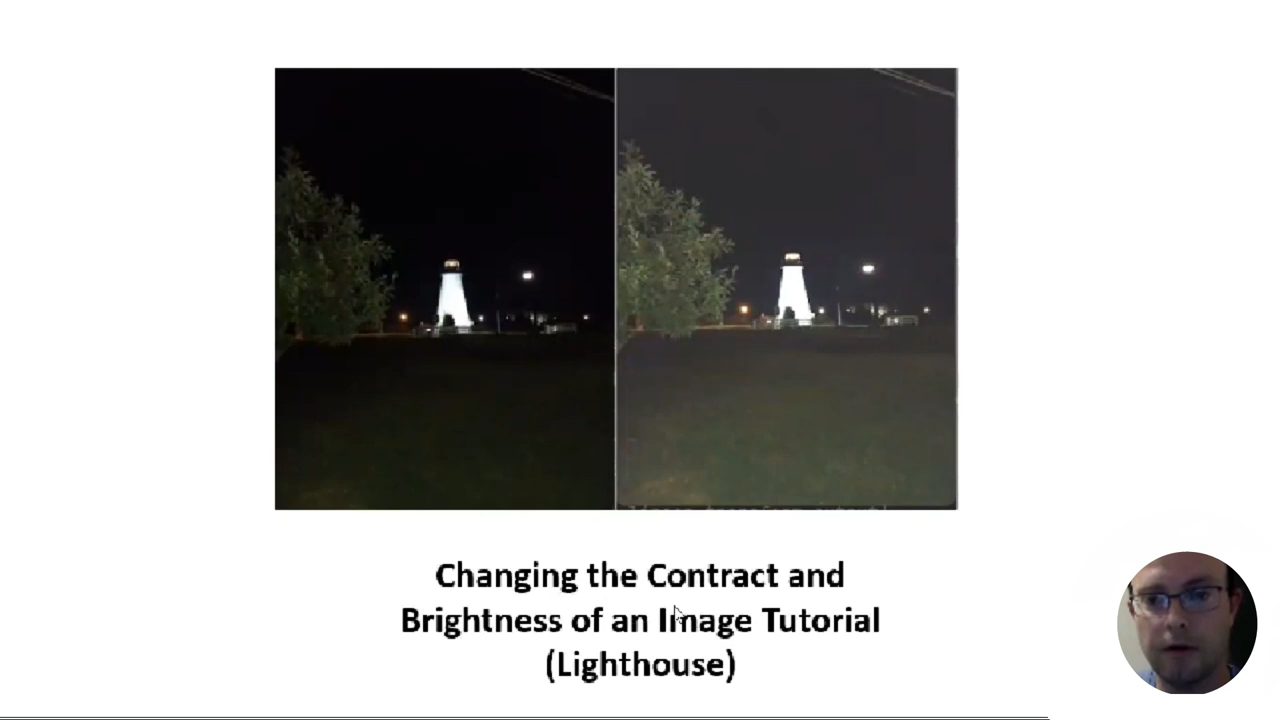 Changing the Contract and
Brightness of an Image Tutorial
(Lighthouse)